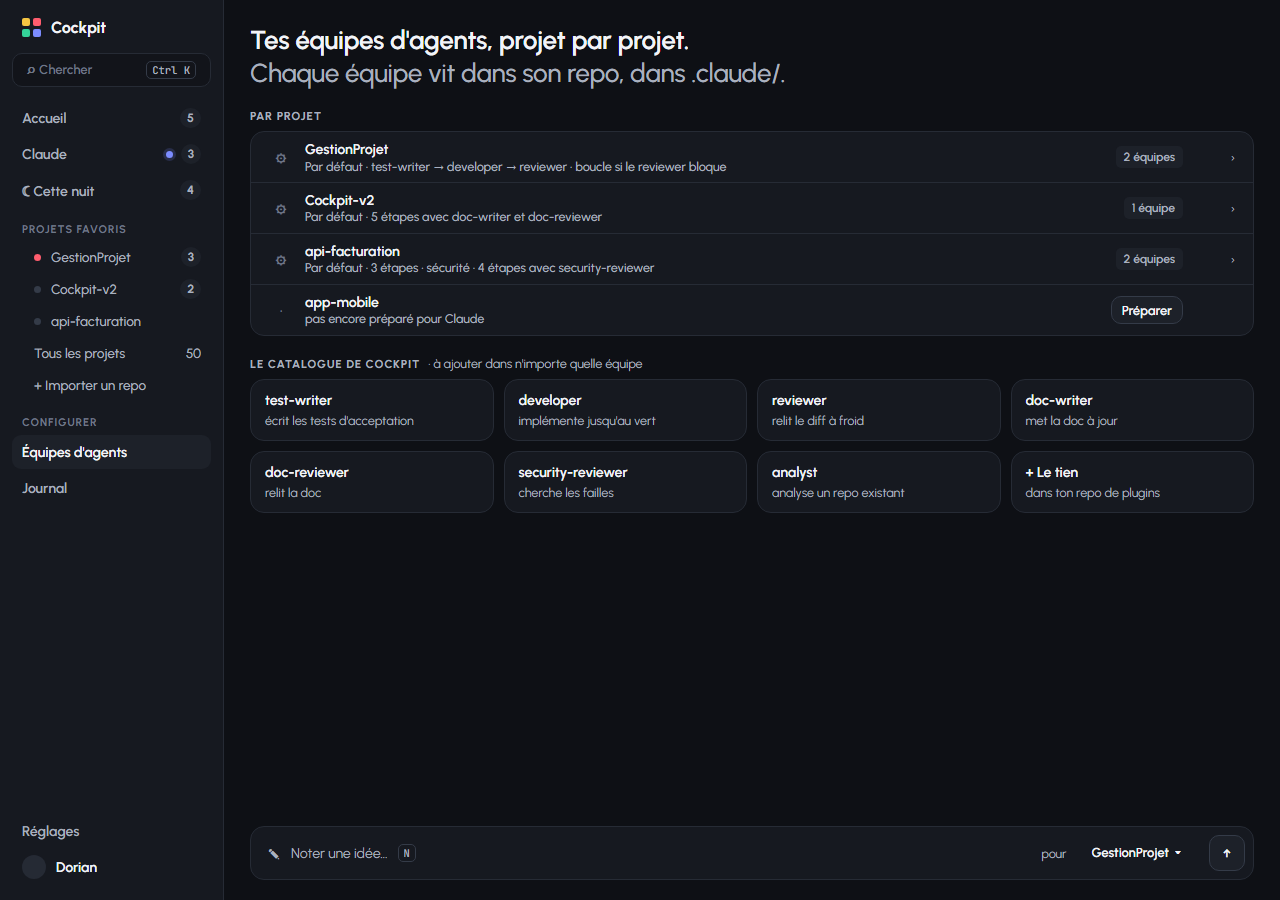 Cockpit
Chercher Ctrl K
Accueil 5
Claude 3
Cette nuit 4
PROJETS FAVORIS
GestionProjet 3
Cockpit-v2 2
api-facturation
Tous les projets 50
+ Importer un repo
CONFIGURER
Équipes d'agents
Journal
Réglages
Dorian
Tes équipes d'agents, projet par projet.
Chaque équipe vit dans son repo, dans .claude/.
PAR PROJET
GestionProjet
Par défaut · test-writer → developer → reviewer · boucle si le reviewer bloque
2 équipes ›
Cockpit-v2
Par défaut · 5 étapes avec doc-writer et doc-reviewer
1 équipe ›
api-facturation
Par défaut · 3 étapes · sécurité · 4 étapes avec security-reviewer
2 équipes ›
app-mobile
pas encore préparé pour Claude
Préparer
LE CATALOGUE DE COCKPIT · à ajouter dans n'importe quelle équipe
test-writer
écrit les tests d'acceptation
developer
implémente jusqu'au vert
reviewer
relit le diff à froid
doc-writer
met la doc à jour
doc-reviewer
relit la doc
security-reviewer
cherche les failles
analyst
analyse un repo existant
+ Le tien
dans ton repo de plugins
Noter une idée… N pour GestionProjet